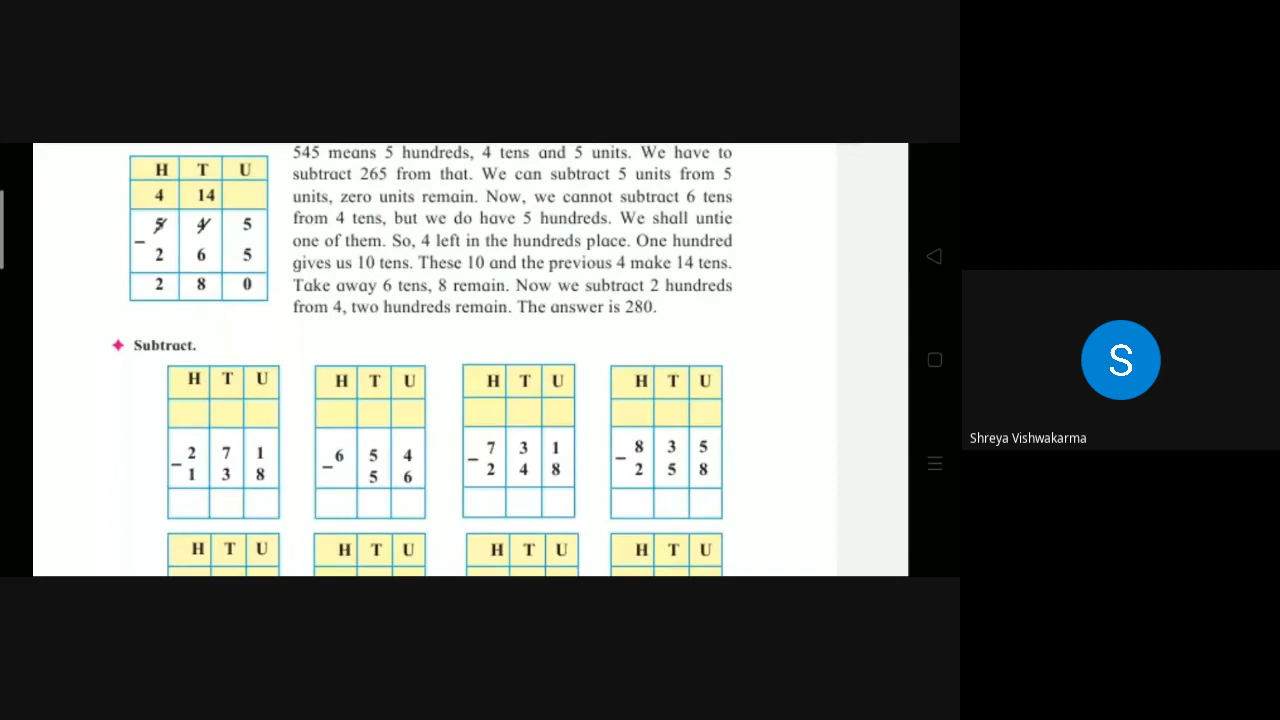 545 means 5 hundreds, 4 tens and 5 units. We have to
subtract 265 from that. We can subtract 5 units from 5
units, zero units remain. Now, we cannot subtract 6 tens
from 4 tens, but we do have 5 hundreds. We shall untie
one of them. So, 4 left in the hundreds place. One hundred
gives us 10 tens. These 10 and the previous 4 make 14 tens.
Take away 6 tens, 8 remain. Now we subtract 2 hundreds
from 4, two hundreds remain. The answer is 280.
H T U
4 14
5 4 5
− 2 6 5
2 8 0
Subtract.
H T U
2 7 1
− 1 3 8
H T U
6 5 4
− 5 6
H T U
7 3 1
− 2 4 8
H T U
8 3 5
− 2 5 8
H T U
H T U
H T U
H T U
S
Shreya Vishwakarma